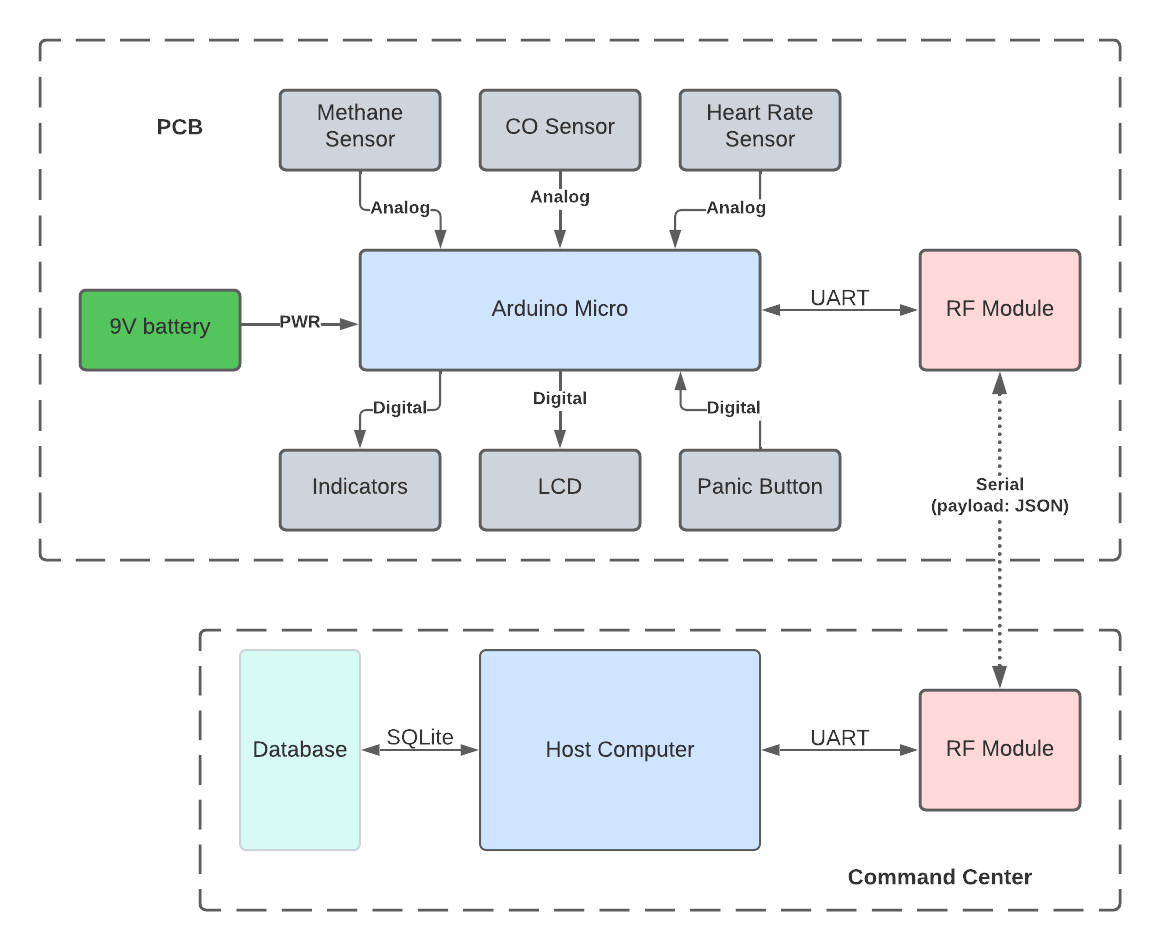 PCB
Methane
Sensor
CO Sensor
Heart Rate
Sensor
Analog
Analog
Analog
9V battery
PWR
Arduino Micro
UART
RF Module
Digital
Digital
Digital
Indicators
LCD
Panic Button
Serial
(payload: JSON)
Database
SQLite
Host Computer
UART
RF Module
Command Center